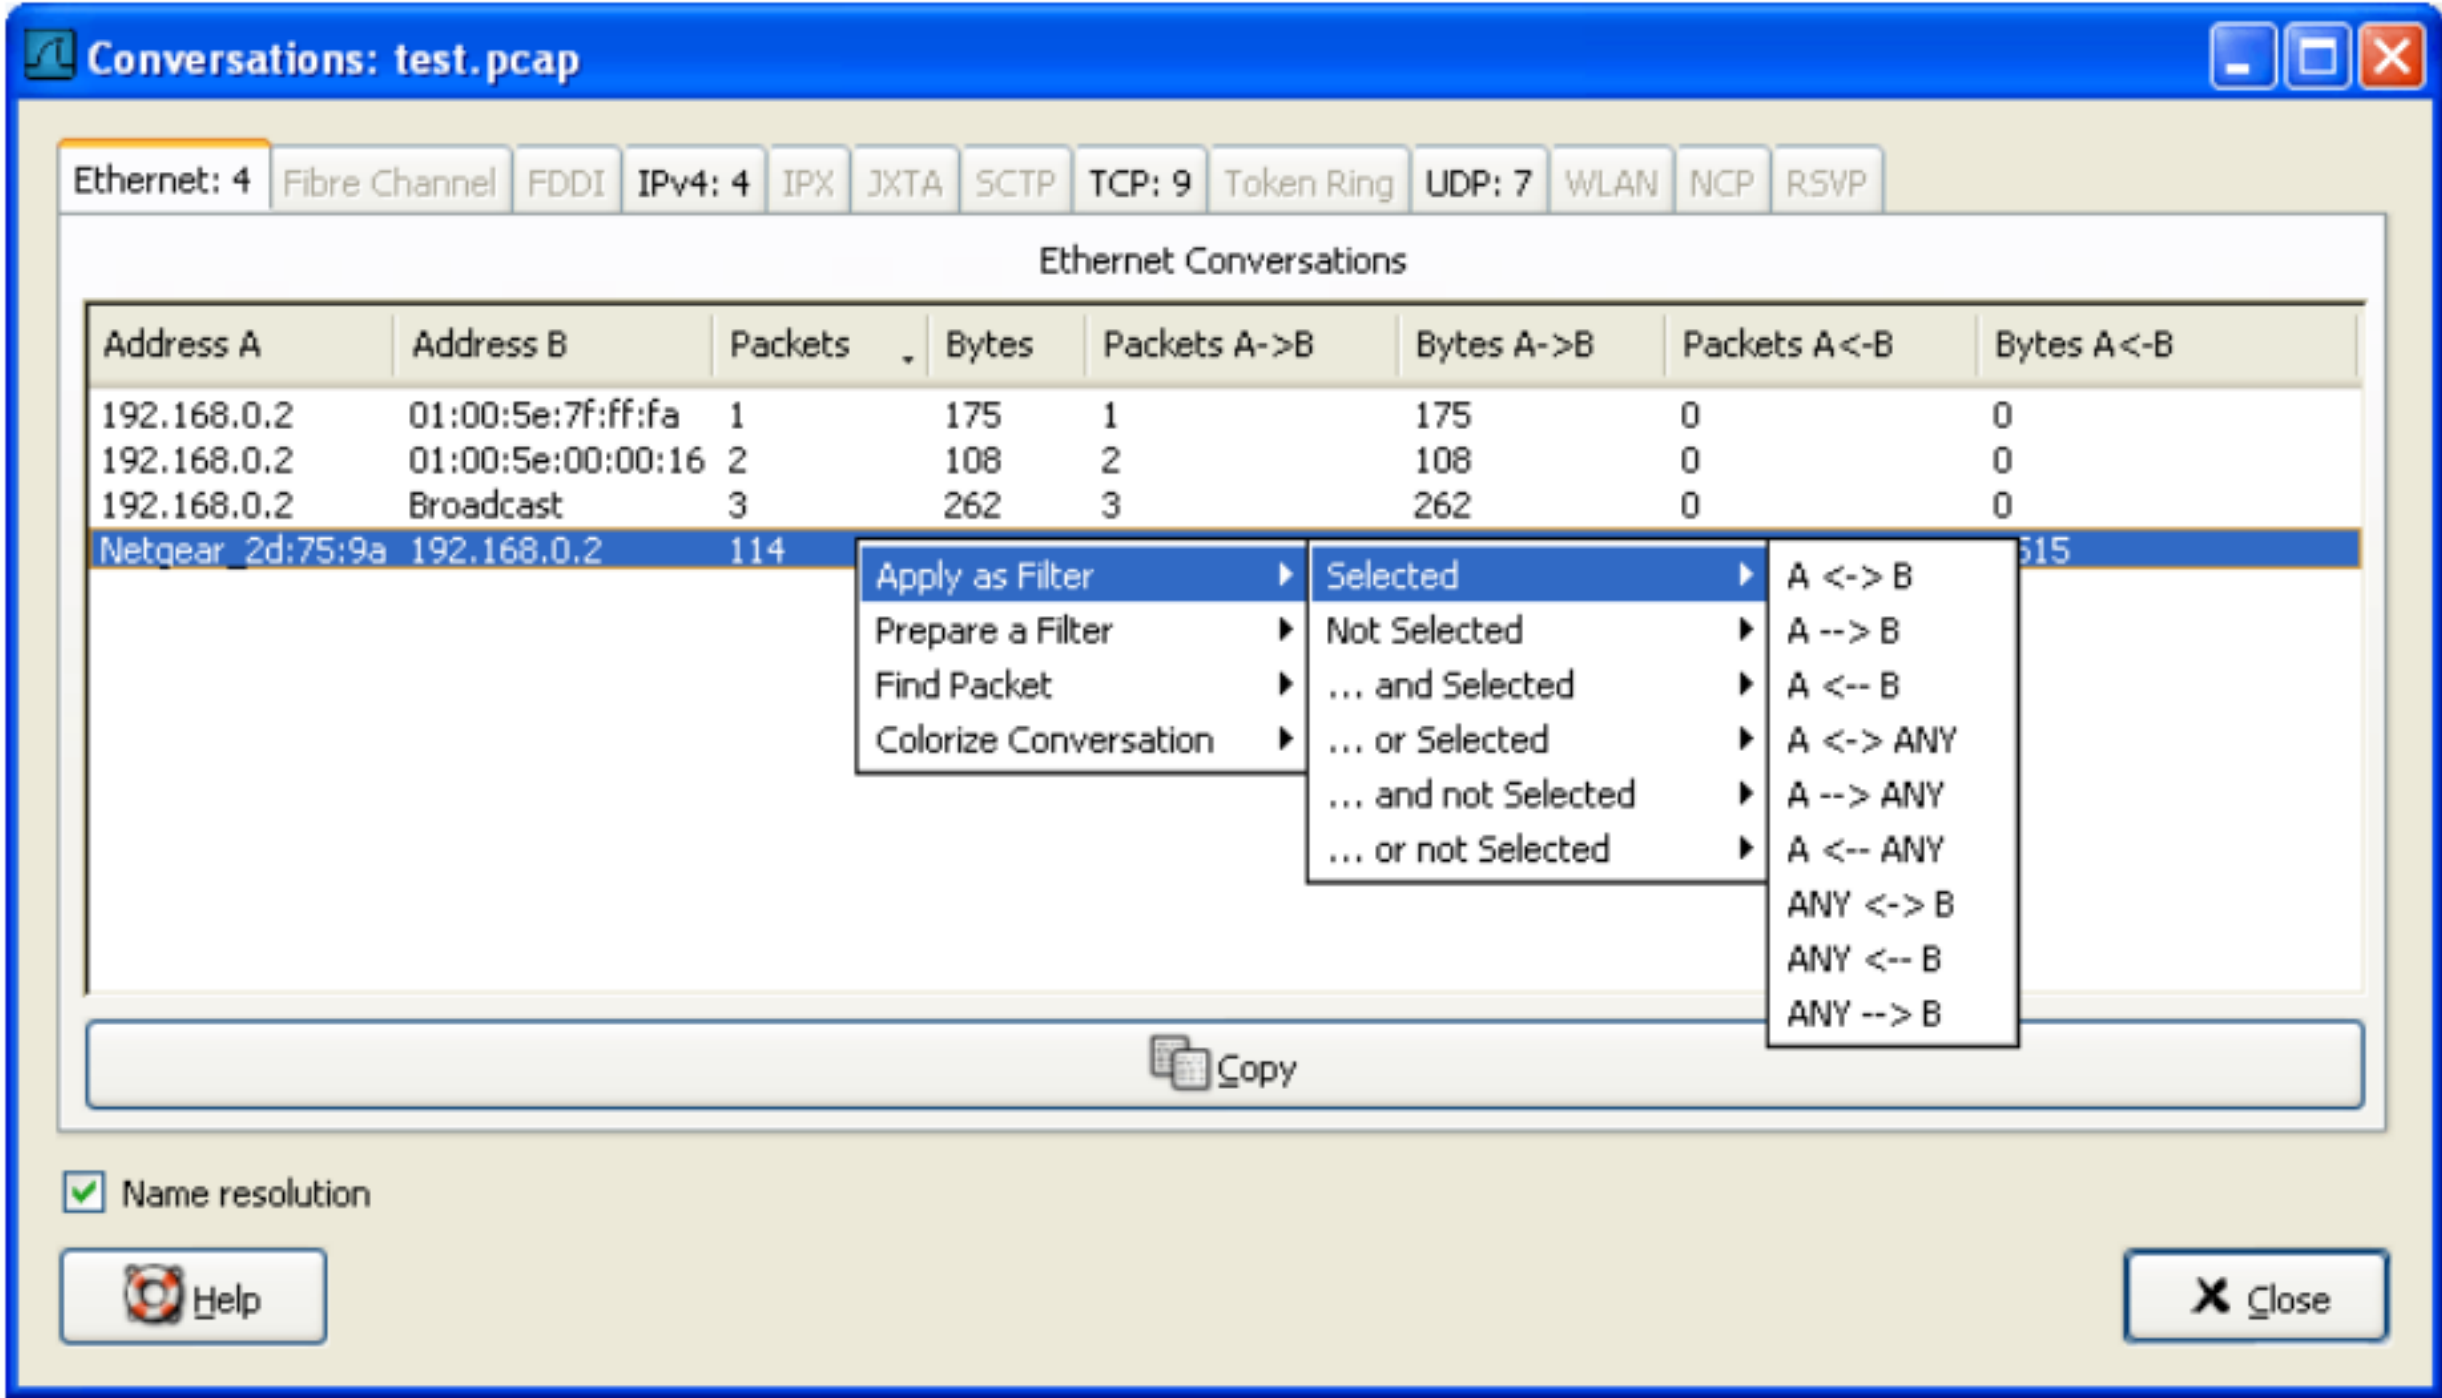 Conversations: test.pcap
Ethernet: 4 Fibre Channel FDDI IPv4: 4 IPX JXTA SCTP TCP: 9 Token Ring UDP: 7 WLAN NCP RSVP
Ethernet Conversations
Address A Address B Packets Bytes Packets A->B Bytes A->B Packets A<-B Bytes A<-B
192.168.0.2 01:00:5e:7f:ff:fa 1 175 1 175 0 0
192.168.0.2 01:00:5e:00:00:16 2 108 2 108 0 0
192.168.0.2 Broadcast 3 262 3 262 0 0
Netgear_2d:75:9a 192.168.0.2 114
Apply as Filter
Prepare a Filter
Find Packet
Colorize Conversation
Selected
Not Selected
... and Selected
... or Selected
... and not Selected
... or not Selected
A <-> B
A --> B
A <-- B
A <-> ANY
A --> ANY
A <-- ANY
ANY <-> B
ANY <-- B
ANY --> B
Copy
Name resolution
Help
Close